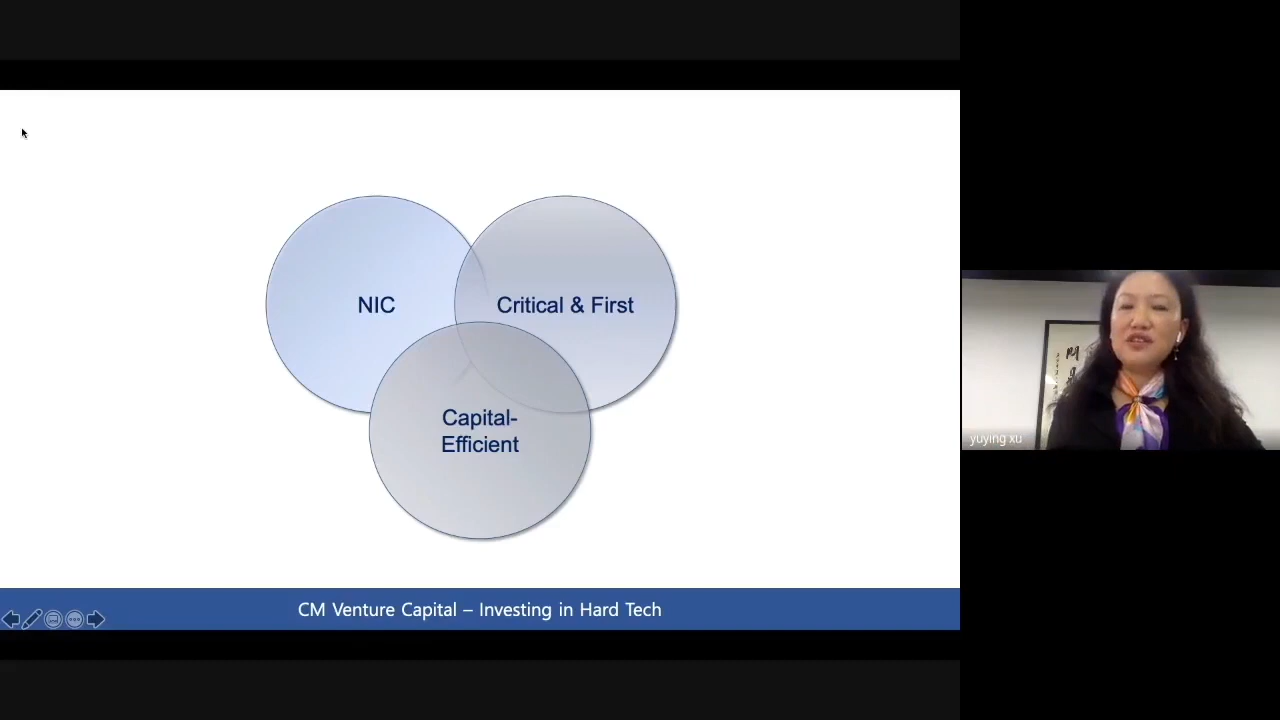 NIC
Critical & First
Capital-
Efficient
CM Venture Capital – Investing in Hard Tech
yuying xu